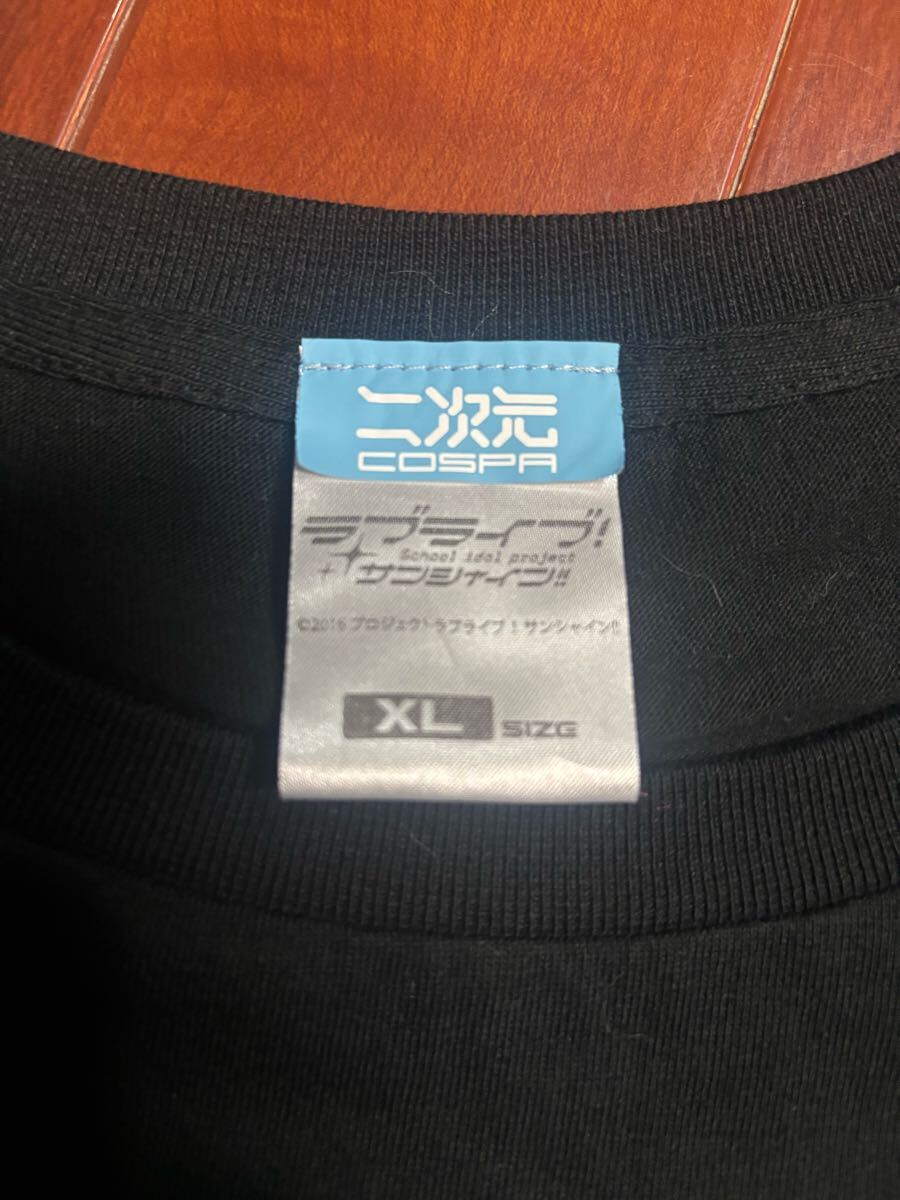 二次元
COSPA
ラブライブ!
School idol project
サンシャイン!!
©2016 プロジェクトラブライブ！サンシャイン!!
XL SIZE